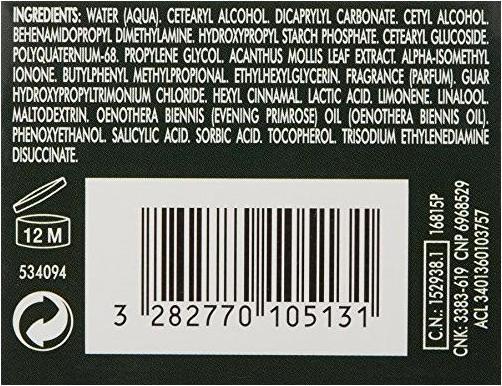 INGREDIENTS: WATER (AQUA). CETEARYL ALCOHOL. DICAPRYLYL CARBONATE. CETYL ALCOHOL.
BEHENAMIDOPROPYL DIMETHYLAMINE. HYDROXYPROPYL STARCH PHOSPHATE. CETEARYL GLUCOSIDE.
POLYQUATERNIUM-68. PROPYLENE GLYCOL. ACANTHUS MOLLIS LEAF EXTRACT. ALPHA-ISOMETHYL
IONONE. BUTYLPHENYL METHYLPROPIONAL. ETHYLHEXYLGLYCERIN. FRAGRANCE (PARFUM). GUAR
HYDROXYPROPYLTRIMONIUM CHLORIDE. HEXYL CINNAMAL. LACTIC ACID. LIMONENE. LINALOOL.
MALTODEXTRIN. OENOTHERA BIENNIS (EVENING PRIMROSE) OIL (OENOTHERA BIENNIS OIL).
PHENOXYETHANOL. SALICYLIC ACID. SORBIC ACID. TOCOPHEROL. TRISODIUM ETHYLENEDIAMINE
DISUCCINATE.
12 M
534094
3 282770 105131
C.N.: 152938.1 16815P
CNK: 3383-619 CNP 6968529
ACL 3401360103757